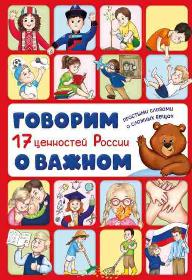 ГОВОРИМ
простыми словами
о сложных вещах
17 ценностей России
О ВАЖНОМ